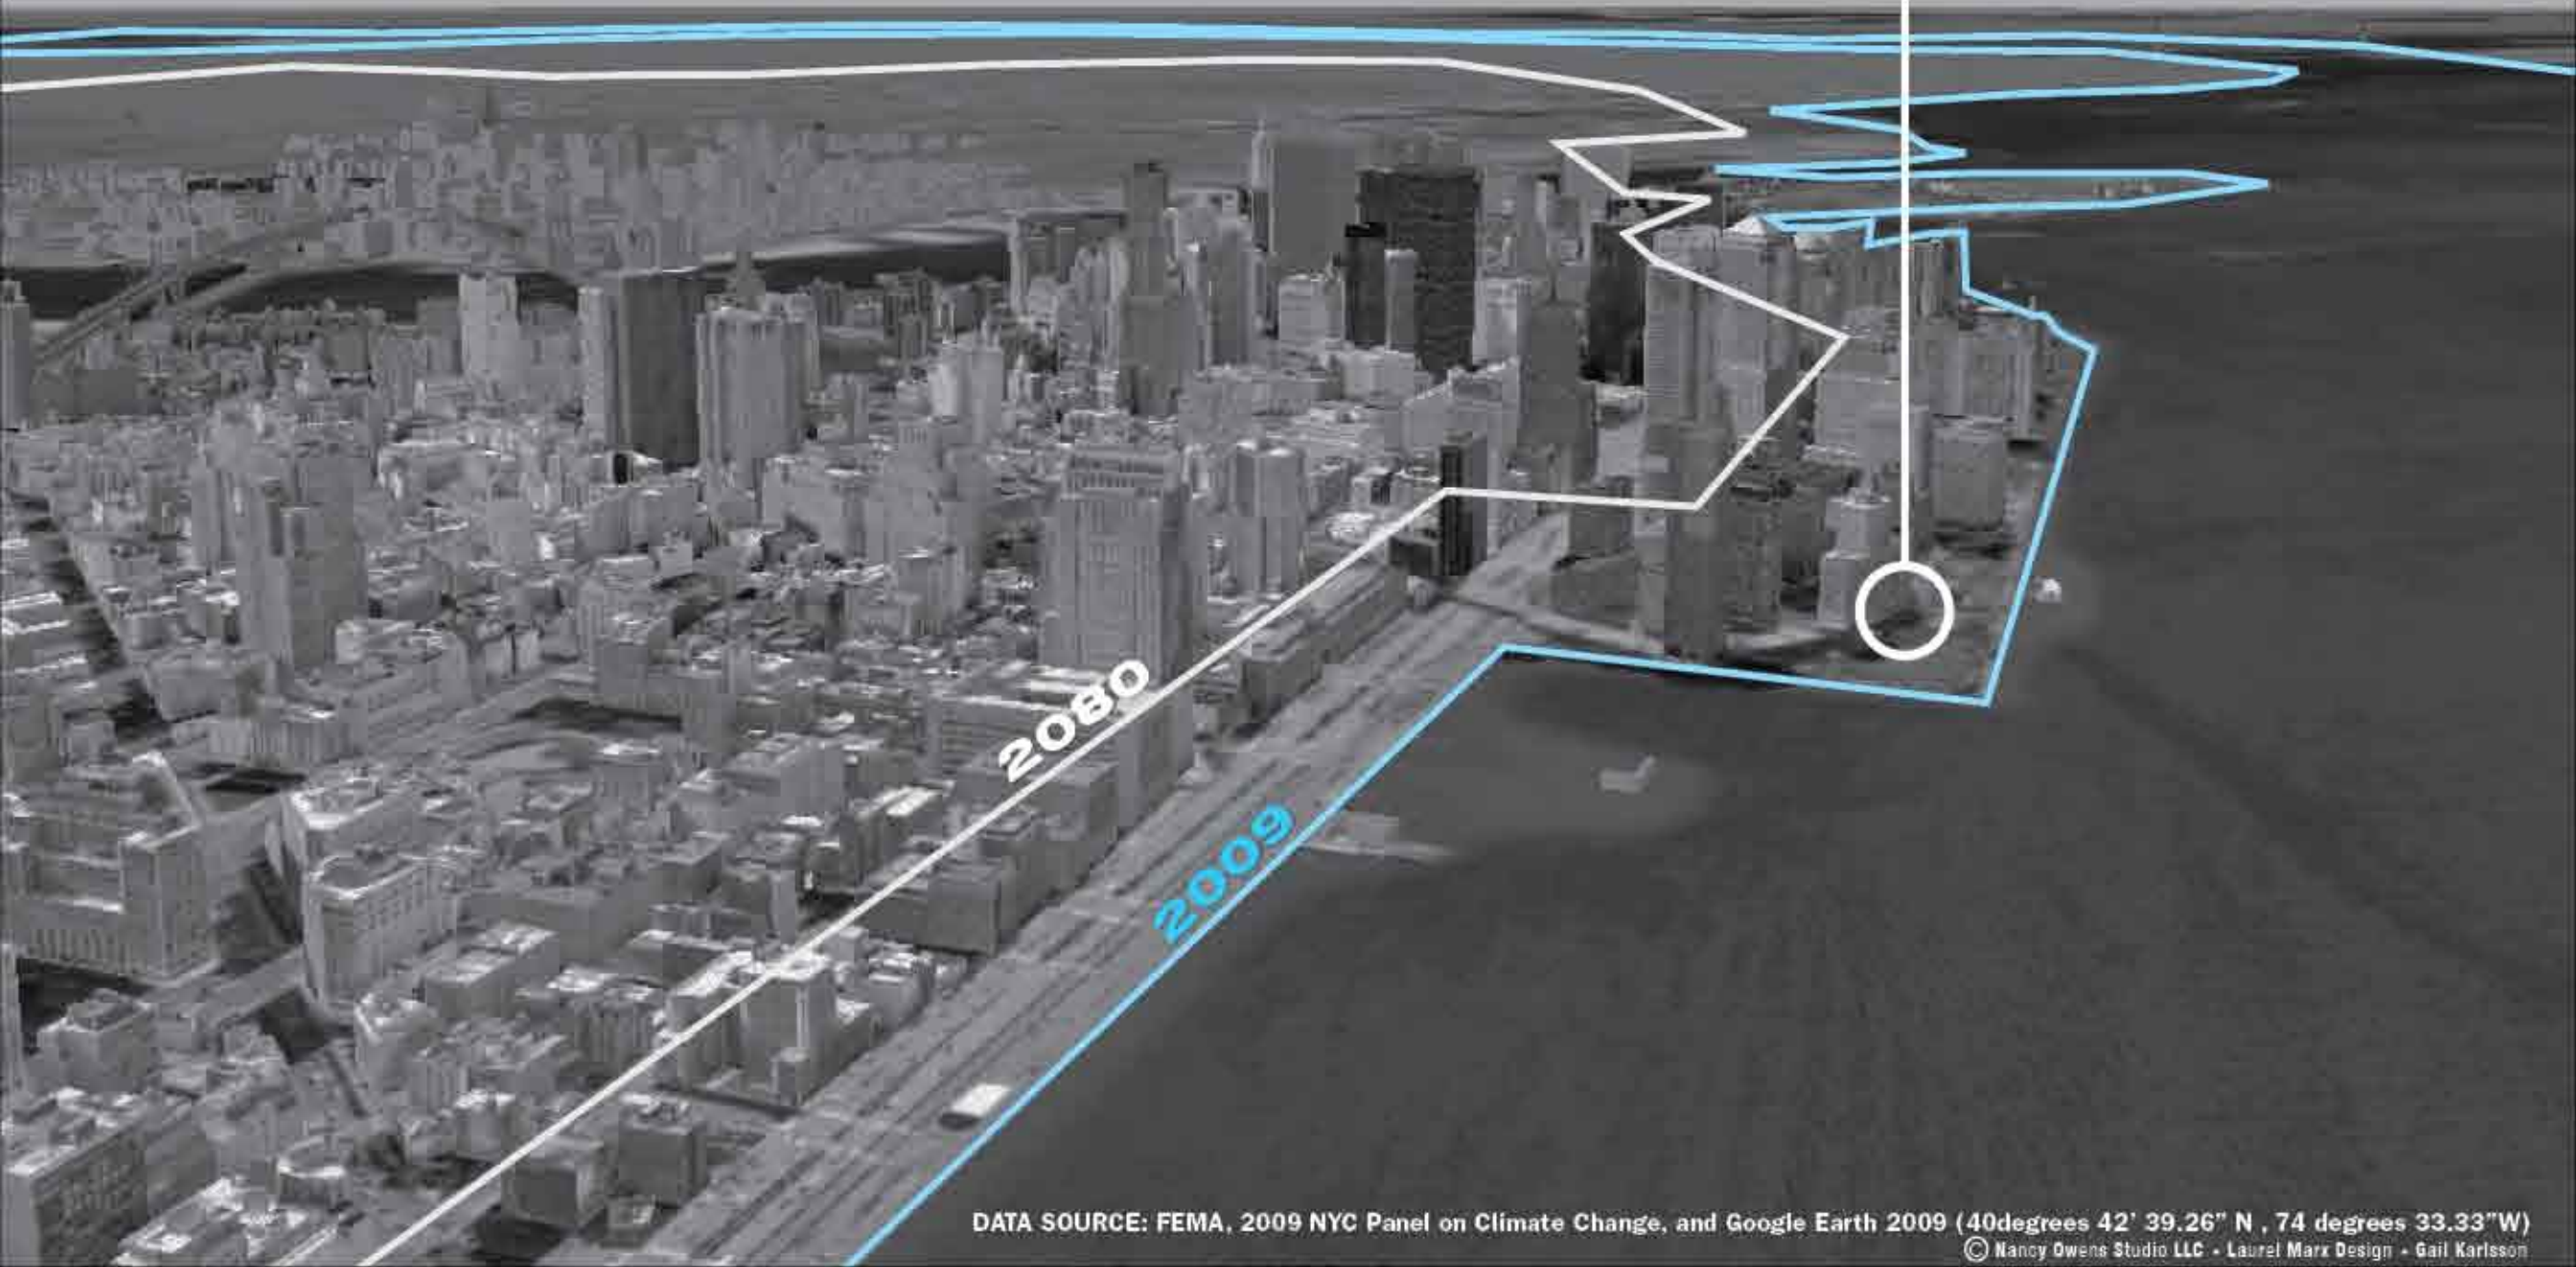 2080
2009
DATA SOURCE: FEMA, 2009 NYC Panel on Climate Change, and Google Earth 2009 (40degrees 42' 39.26" N , 74 degrees 33.33"W)
© Nancy Owens Studio LLC - Laurel Marx Design - Gail Karlsson